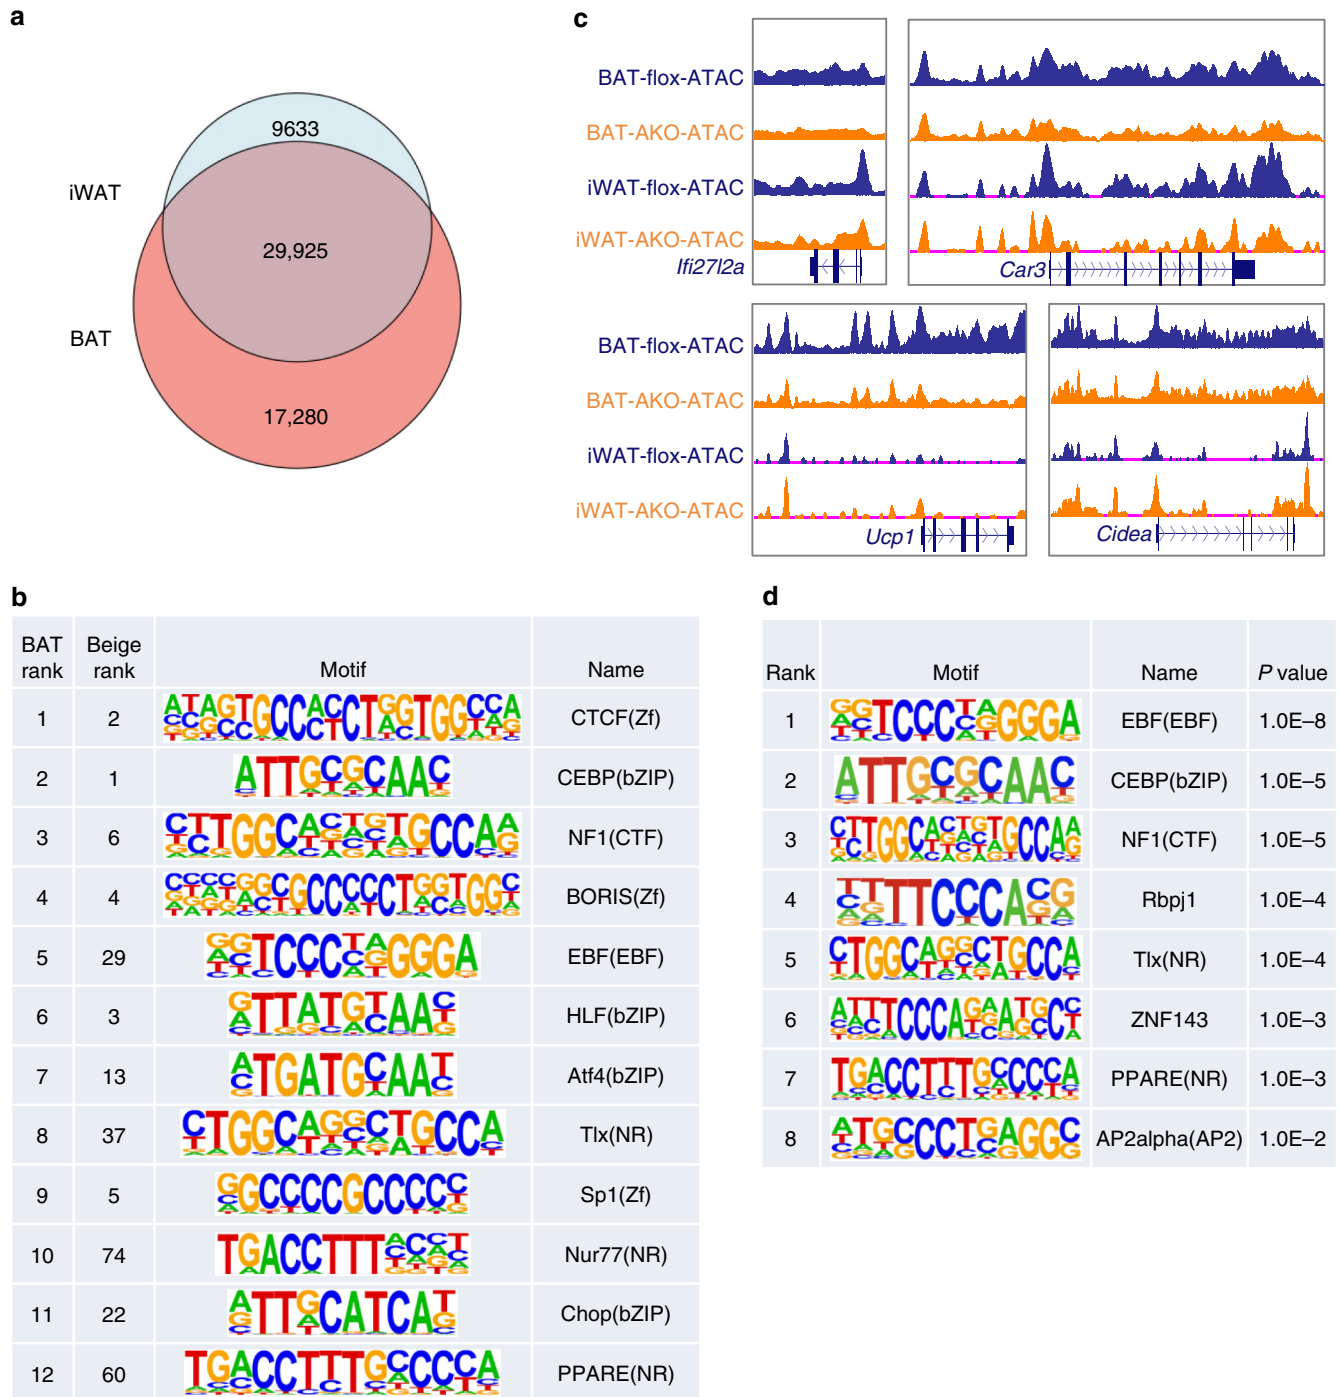 a
iWAT
BAT
9633
29,925
17,280
c
BAT-flox-ATAC
BAT-AKO-ATAC
iWAT-flox-ATAC
iWAT-AKO-ATAC
Ifi27l2a
Car3
BAT-flox-ATAC
BAT-AKO-ATAC
iWAT-flox-ATAC
iWAT-AKO-ATAC
Ucp1
Cidea
b
BAT rank Beige rank Motif Name
1 2 CTCF(Zf)
2 1 CEBP(bZIP)
3 6 NF1(CTF)
4 4 BORIS(Zf)
5 29 EBF(EBF)
6 3 HLF(bZIP)
7 13 Atf4(bZIP)
8 37 Tlx(NR)
9 5 Sp1(Zf)
10 74 Nur77(NR)
11 22 Chop(bZIP)
12 60 PPARE(NR)
d
Rank Motif Name P value
1 EBF(EBF) 1.0E–8
2 CEBP(bZIP) 1.0E–5
3 NF1(CTF) 1.0E–5
4 Rbpj1 1.0E–4
5 Tlx(NR) 1.0E–4
6 ZNF143 1.0E–3
7 PPARE(NR) 1.0E–3
8 AP2alpha(AP2) 1.0E–2